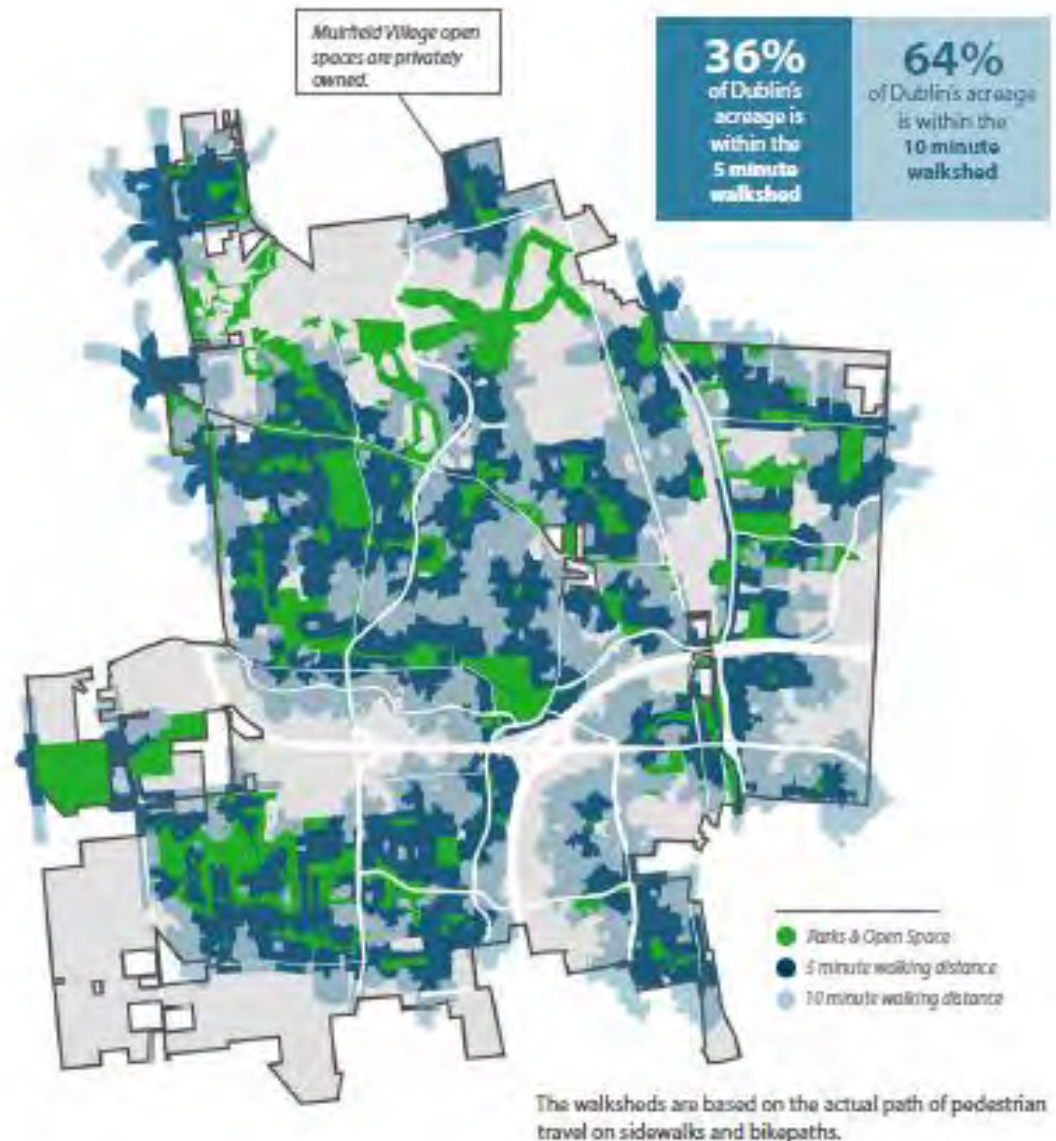 Muirfield Village open
spaces are privately
owned.
36%
of Dublin's
acreage is
within the
5 minute
walkshed
64%
of Dublin's acreage
is within the
10 minute
walkshed
Parks & Open Space
5 minute walking distance
10 minute walking distance
The walksheds are based on the actual path of pedestrian
travel on sidewalks and bikepaths.